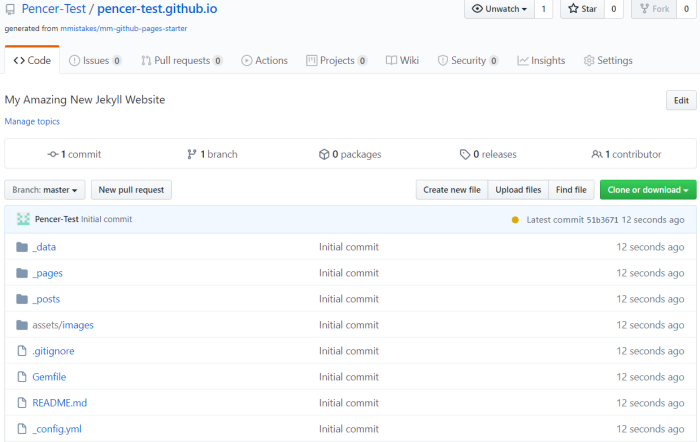 Pencer-Test / pencer-test.github.io Unwatch 1 Star 0 Fork 0
generated from mmistakes/mm-github-pages-starter
Code Issues 0 Pull requests 0 Actions Projects 0 Wiki Security 0 Insights Settings
My Amazing New Jekyll Website Edit
Manage topics
1 commit 1 branch 0 packages 0 releases 1 contributor
Branch: master New pull request Create new file Upload files Find file Clone or download
Pencer-Test Initial commit Latest commit 51b3671 12 seconds ago
_data Initial commit 12 seconds ago
_pages Initial commit 12 seconds ago
_posts Initial commit 12 seconds ago
assets/images Initial commit 12 seconds ago
.gitignore Initial commit 12 seconds ago
Gemfile Initial commit 12 seconds ago
README.md Initial commit 12 seconds ago
_config.yml Initial commit 12 seconds ago